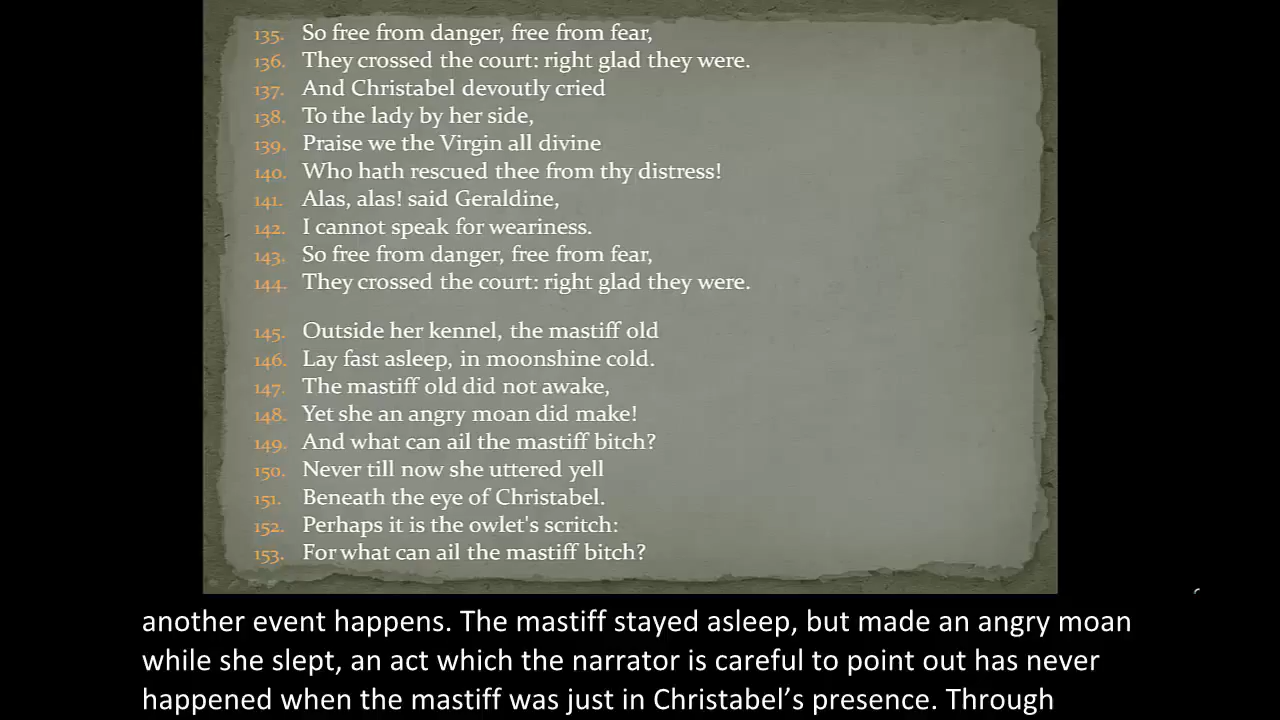 135. So free from danger, free from fear,
136. They crossed the court: right glad they were.
137. And Christabel devoutly cried
138. To the lady by her side,
139. Praise we the Virgin all divine
140. Who hath rescued thee from thy distress!
141. Alas, alas! said Geraldine,
142. I cannot speak for weariness.
143. So free from danger, free from fear,
144. They crossed the court: right glad they were.
145. Outside her kennel, the mastiff old
146. Lay fast asleep, in moonshine cold.
147. The mastiff old did not awake,
148. Yet she an angry moan did make!
149. And what can ail the mastiff bitch?
150. Never till now she uttered yell
151. Beneath the eye of Christabel.
152. Perhaps it is the owlet's scritch:
153. For what can ail the mastiff bitch?
another event happens. The mastiff stayed asleep, but made an angry moan
while she slept, an act which the narrator is careful to point out has never
happened when the mastiff was just in Christabel’s presence. Through